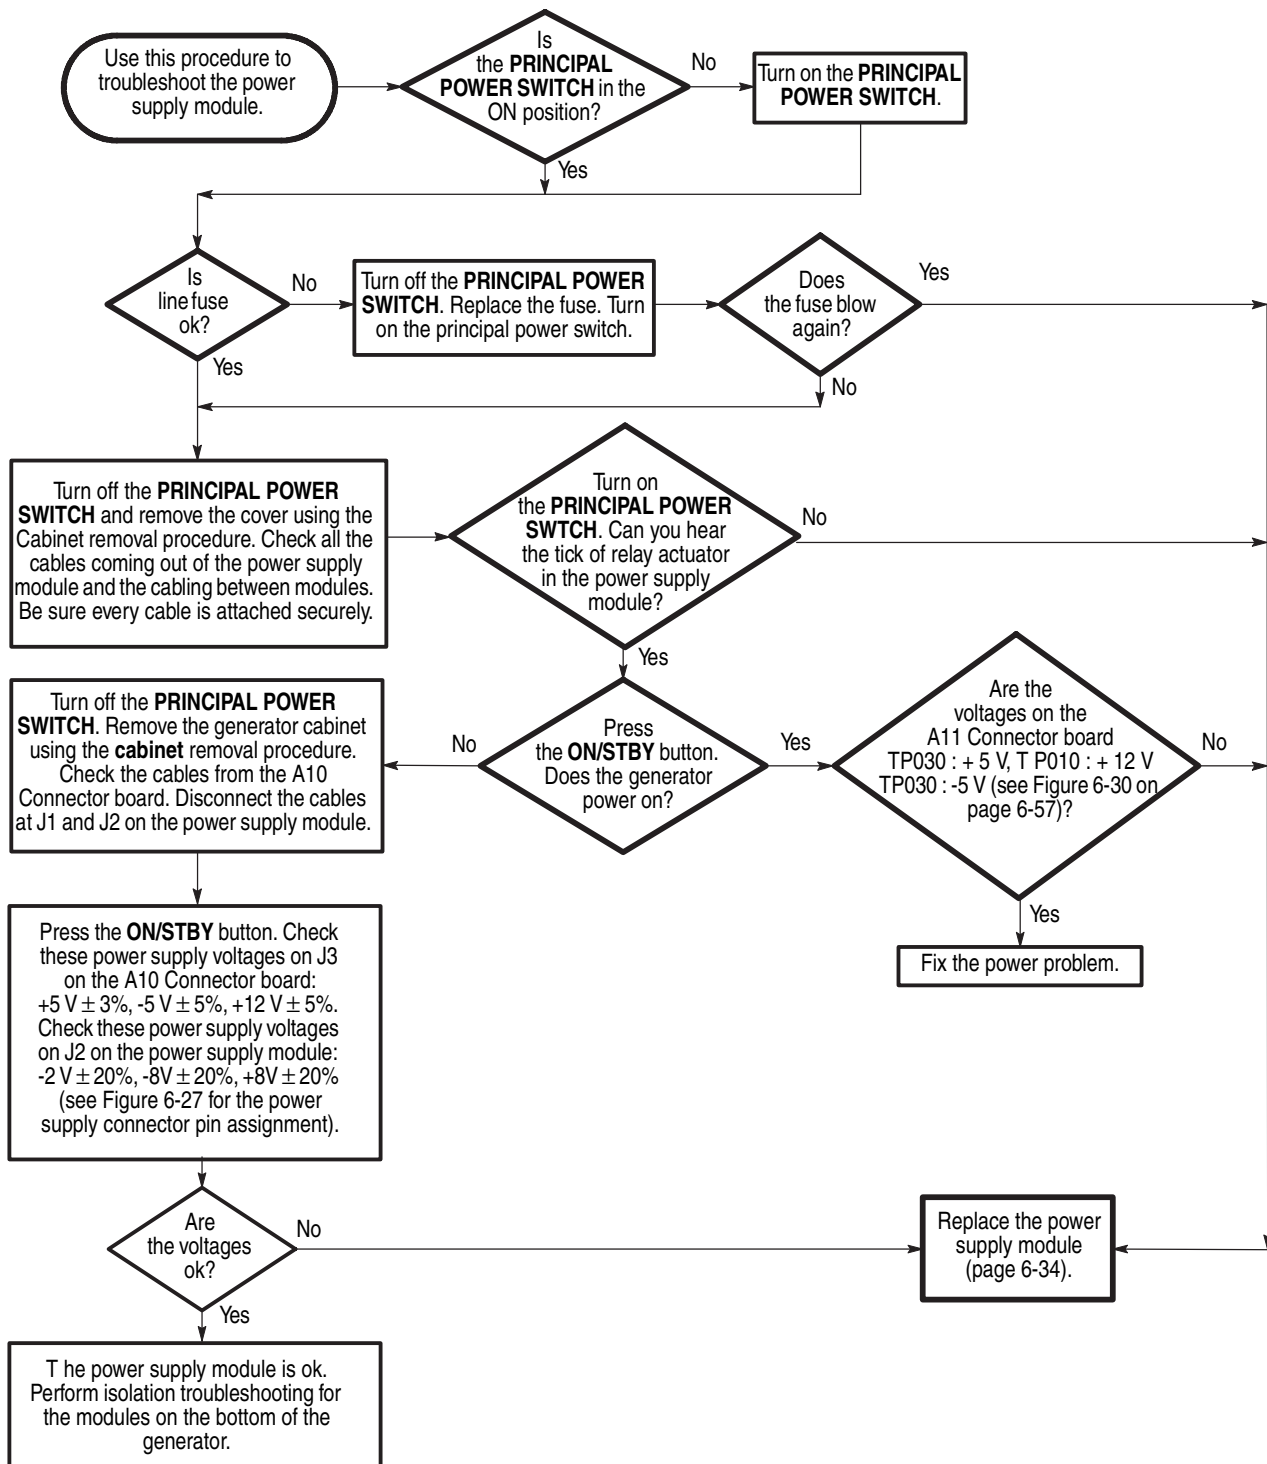 Use this procedure to
troubleshoot the power
supply module.
Is
the PRINCIPAL
POWER SWITCH in the
ON position?
No
Turn on the PRINCIPAL
POWER SWITCH.
Yes
Is
line fuse
ok?
No
Turn off the PRINCIPAL POWER
SWITCH. Replace the fuse. Turn
on the principal power switch.
Does
the fuse blow
again?
Yes
Yes
No
Turn off the PRINCIPAL POWER
SWITCH and remove the cover using the
Cabinet removal procedure. Check all the
cables coming out of the power supply
module and the cabling between modules.
Be sure every cable is attached securely.
Turn on
the PRINCIPAL POWER
SWTCH. Can you hear
the tick of relay actuator
in the power supply
module?
No
Yes
Turn off the PRINCIPAL POWER
SWITCH. Remove the generator cabinet
using the cabinet removal procedure.
Check the cables from the A10
Connector board. Disconnect the cables
at J1 and J2 on the power supply module.
No
Press
the ON/STBY button.
Does the generator
power on?
Yes
Are the
voltages on the
A11 Connector board
TP030 : + 5 V, T P010 : + 12 V
TP030 : -5 V (see Figure 6-30 on
page 6-57)?
No
Yes
Fix the power problem.
Press the ON/STBY button. Check
these power supply voltages on J3
on the A10 Connector board:
+5 V ± 3%, -5 V ± 5%, +12 V ± 5%.
Check these power supply voltages
on J2 on the power supply module:
-2 V ± 20%, -8V ± 20%, +8V ± 20%
(see Figure 6-27 for the power
supply connector pin assignment).
Are
the voltages
ok?
No
Replace the power
supply module
(page 6-34).
Yes
T he power supply module is ok.
Perform isolation troubleshooting for
the modules on the bottom of the
generator.